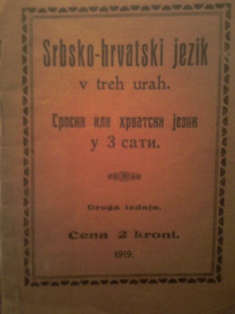 Srbsko-hrvatski jezik
v treh urah.
Српски или хрватски језик
у 3 сати.
Druga izdaja.
Cena 2 kroni.
1919.